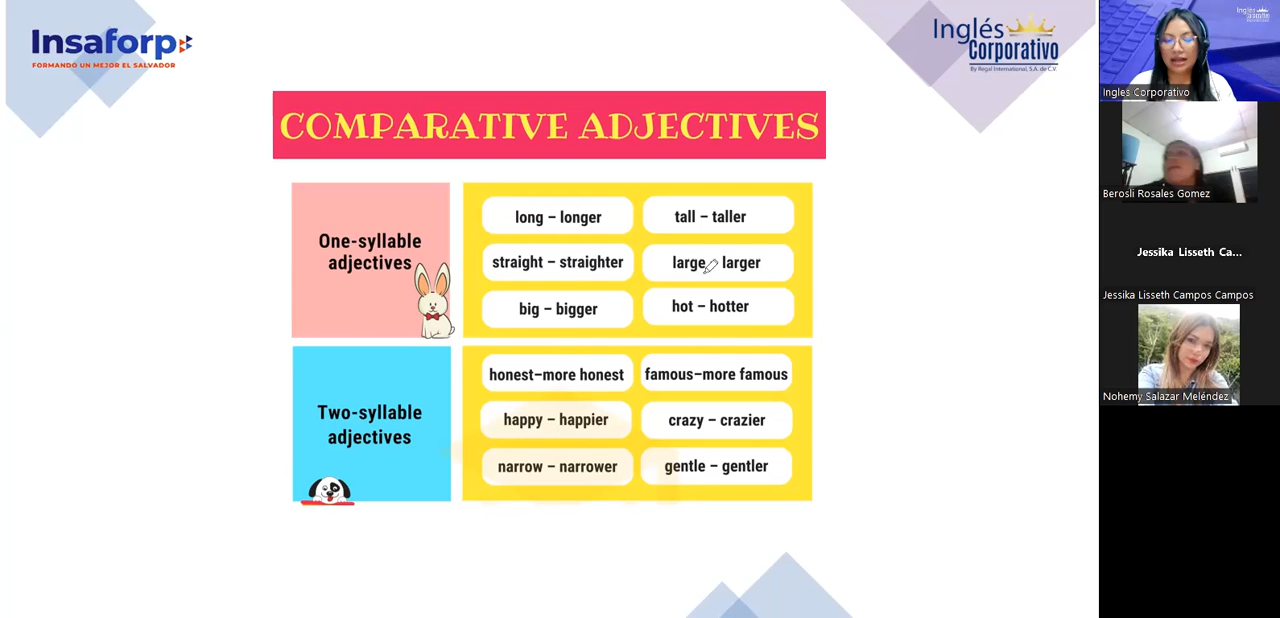 Insaforp
FORMANDO UN MEJOR EL SALVADOR
Inglés
Corporativo
By Regal International, S.A. de C.V.
COMPARATIVE ADJECTIVES
One-syllable
adjectives
long – longer
tall – taller
straight – straighter
large larger
big – bigger
hot – hotter
Two-syllable
adjectives
honest–more honest
famous–more famous
happy – happier
crazy – crazier
narrow – narrower
gentle – gentler
Inglés
Ingles Corporativo
Berosli Rosales Gomez
Jessika Lisseth Ca...
Jessika Lisseth Campos Campos
Nohemy Salazar Meléndez